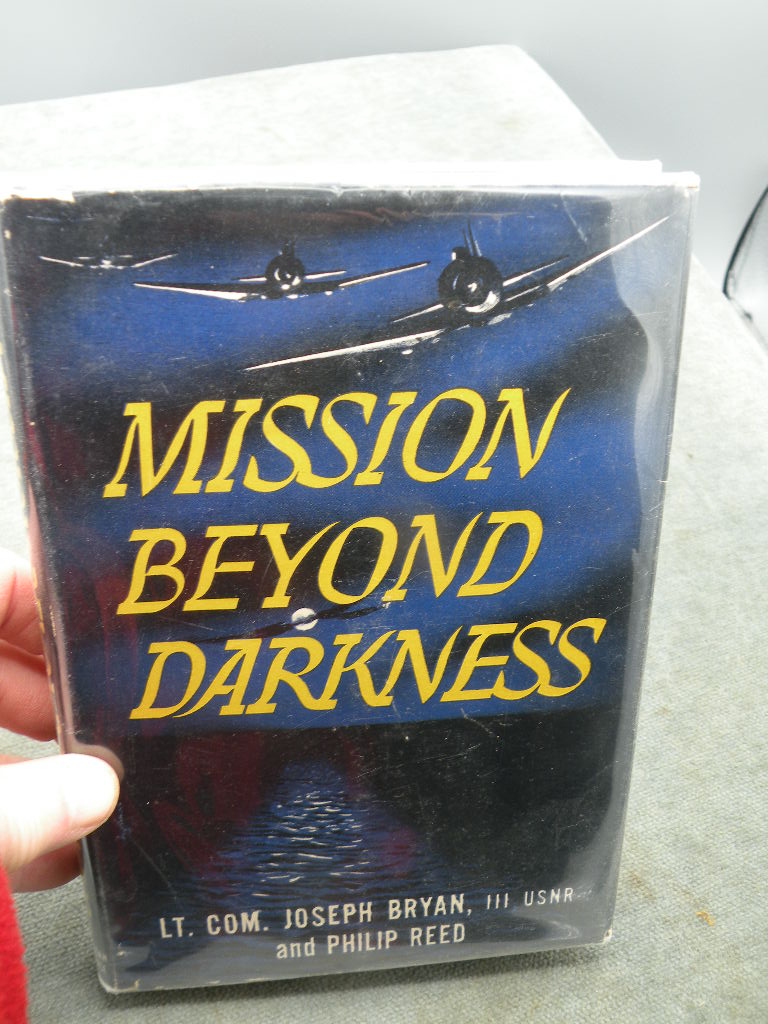 MISSION
BEYOND
DARKNESS
LT. COM. JOSEPH BRYAN, III USNR
and PHILIP REED